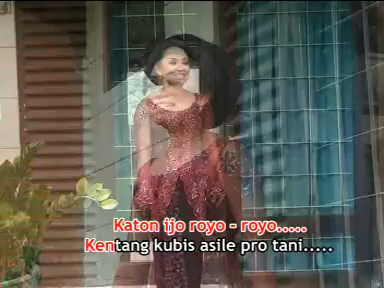 Katon ijo royo - royo.....
Kentang kubis asile pro tani.....